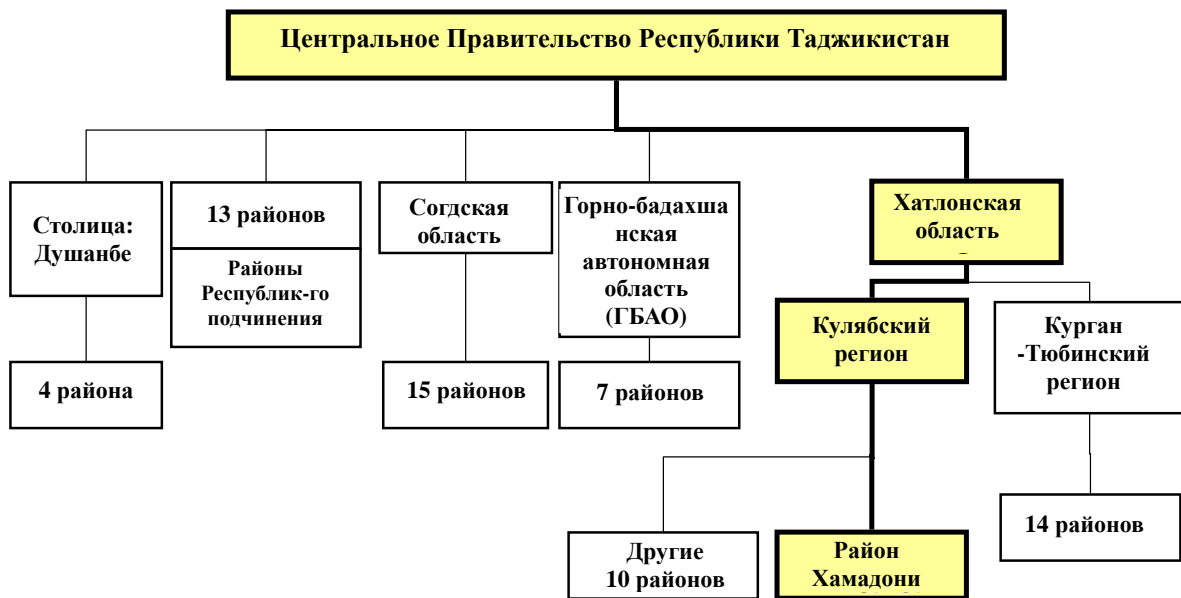 Центральное Правительство Республики Таджикистан
Столица:
Душанбе
13 районов
Районы
Республик-го
подчинения
Согдская
область
Горно-бадахша
нская
автономная
область
(ГБАО)
Хатлонская
область
4 района
15 районов
7 районов
Кулябский
регион
Курган
-Тюбинский
регион
14 районов
Другие
10 районов
Район
Хамадони